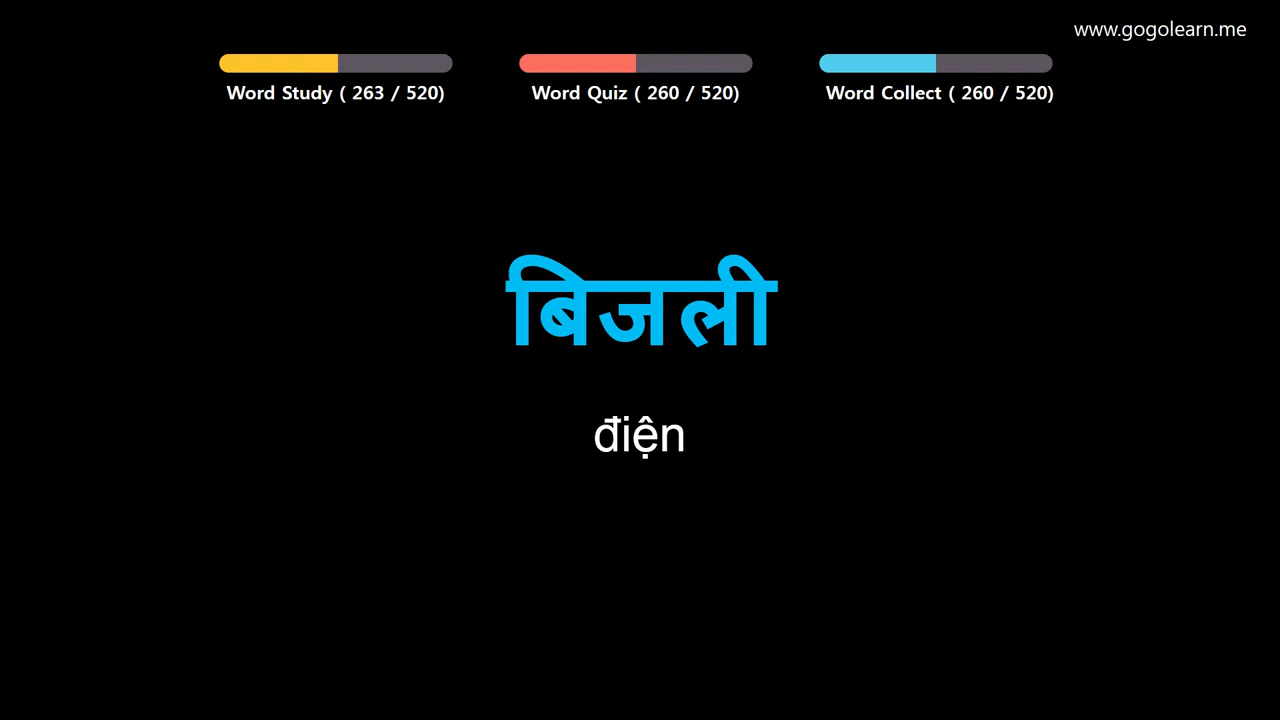 www.gogolearn.me
Word Study ( 263 / 520)
Word Quiz ( 260 / 520)
Word Collect ( 260 / 520)
बिजली
điện